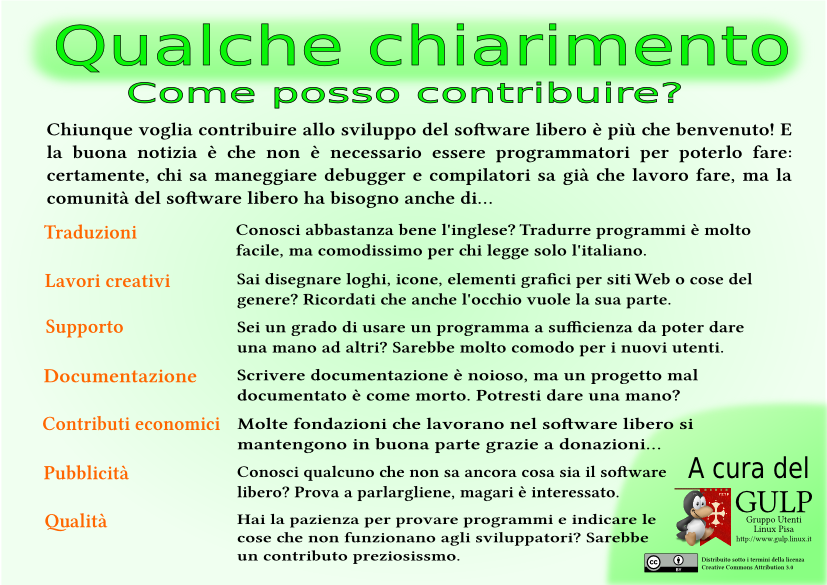 Qualche chiarimento
Come posso contribuire?
Chiunque voglia contribuire allo sviluppo del software libero è più che benvenuto! E
la buona notizia è che non è necessario essere programmatori per poterlo fare:
certamente, chi sa maneggiare debugger e compilatori sa già che lavoro fare, ma la
comunità del software libero ha bisogno anche di...
Traduzioni
Conosci abbastanza bene l'inglese? Tradurre programmi è molto
facile, ma comodissimo per chi legge solo l'italiano.
Lavori creativi
Sai disegnare loghi, icone, elementi grafici per siti Web o cose del
genere? Ricordati che anche l'occhio vuole la sua parte.
Supporto
Sei un grado di usare un programma a sufficienza da poter dare
una mano ad altri? Sarebbe molto comodo per i nuovi utenti.
Documentazione
Scrivere documentazione è noioso, ma un progetto mal
documentato è come morto. Potresti dare una mano?
Contributi economici
Molte fondazioni che lavorano nel software libero si
mantengono in buona parte grazie a donazioni...
Pubblicità
Conosci qualcuno che non sa ancora cosa sia il software
libero? Prova a parlargliene, magari è interessato.
Qualità
Hai la pazienza per provare programmi e indicare le
cose che non funzionano agli sviluppatori? Sarebbe
un contributo preziosissmo.
A cura del
GULP
Gruppo Utenti
Linux Pisa
http://www.gulp.linux.it
cc BY
Distribuito sotto i termini della licenza
Creative Commons Attribution 3.0